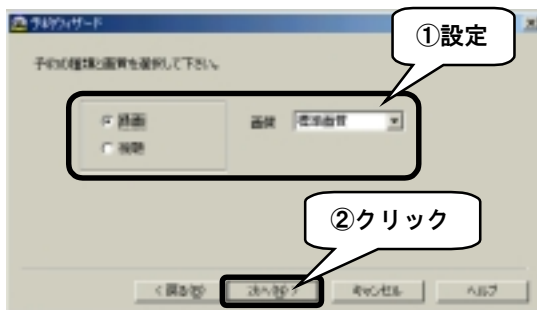 予約ウィザード
①設定
予約の種類と画質を選択して下さい。
録画
画質
標準画質
視聴
②クリック
< 戻る(B)
次へ(N) >
キャンセル
ヘルプ